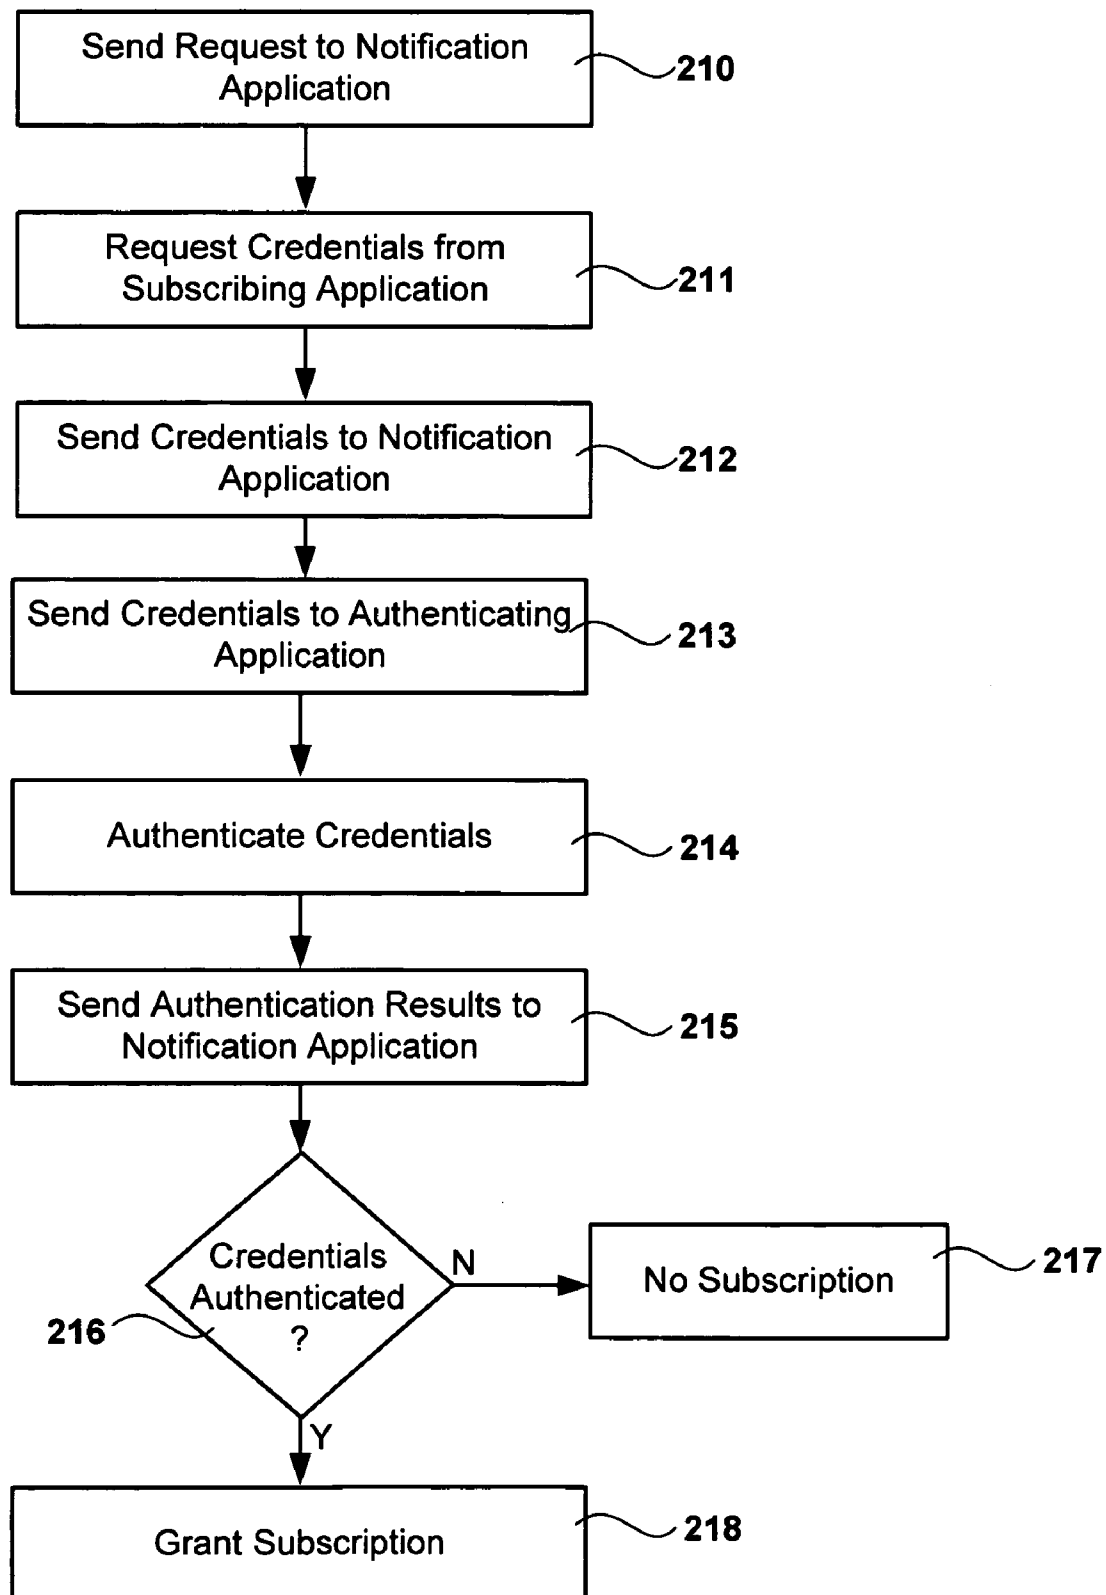 Send Request to Notification
Application
210
Request Credentials from
Subscribing Application
211
Send Credentials to Notification
Application
212
Send Credentials to Authenticating
Application
213
Authenticate Credentials
214
Send Authentication Results to
Notification Application
215
Credentials
Authenticated
?
216
N
No Subscription
217
Y
Grant Subscription
218